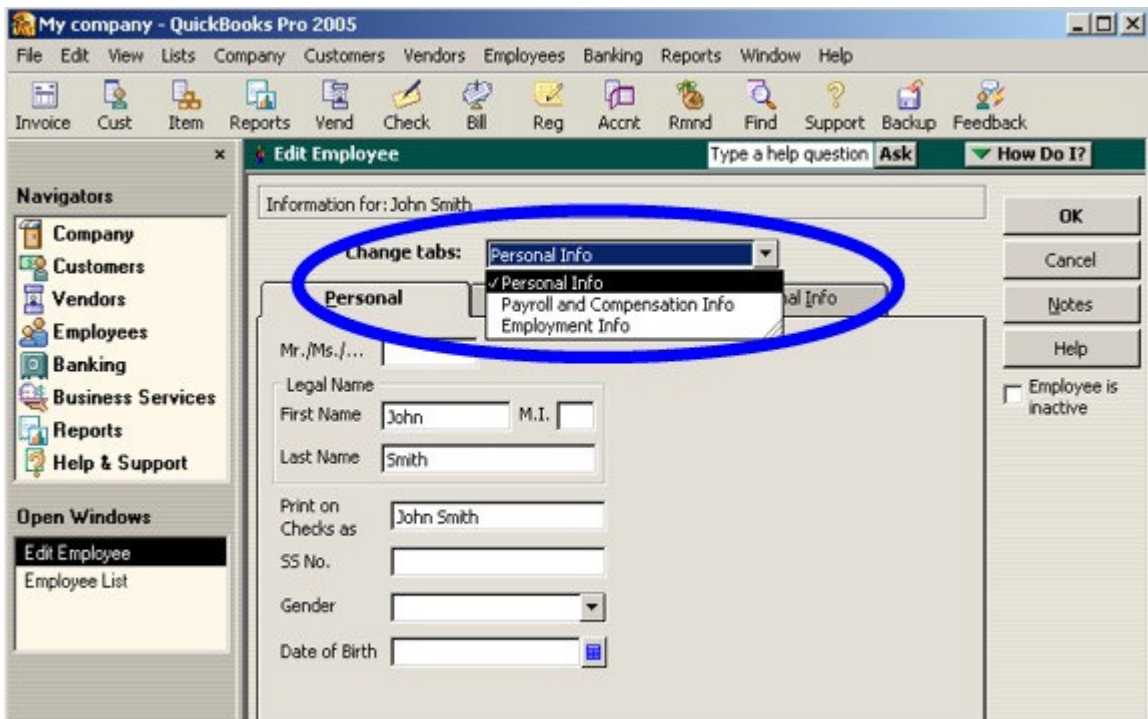 My company - QuickBooks Pro 2005
File Edit View Lists Company Customers Vendors Employees Banking Reports Window Help
Invoice Cust Item Reports Vend Check Bill Reg Accnt Rmnd Find Support Backup Feedback
Edit Employee Type a help question Ask How Do I?
Navigators
Company
Customers
Vendors
Employees
Banking
Business Services
Reports
Help & Support
Open Windows
Edit Employee
Employee List
Information for: John Smith
Change tabs: Personal Info
Personal Info
Payroll and Compensation Info
Employment Info
Personal Info
Mr./Ms./...
Legal Name
First Name John M.I.
Last Name Smith
Print on
Checks as John Smith
SS No.
Gender
Date of Birth
OK
Cancel
Notes
Help
Employee is
inactive